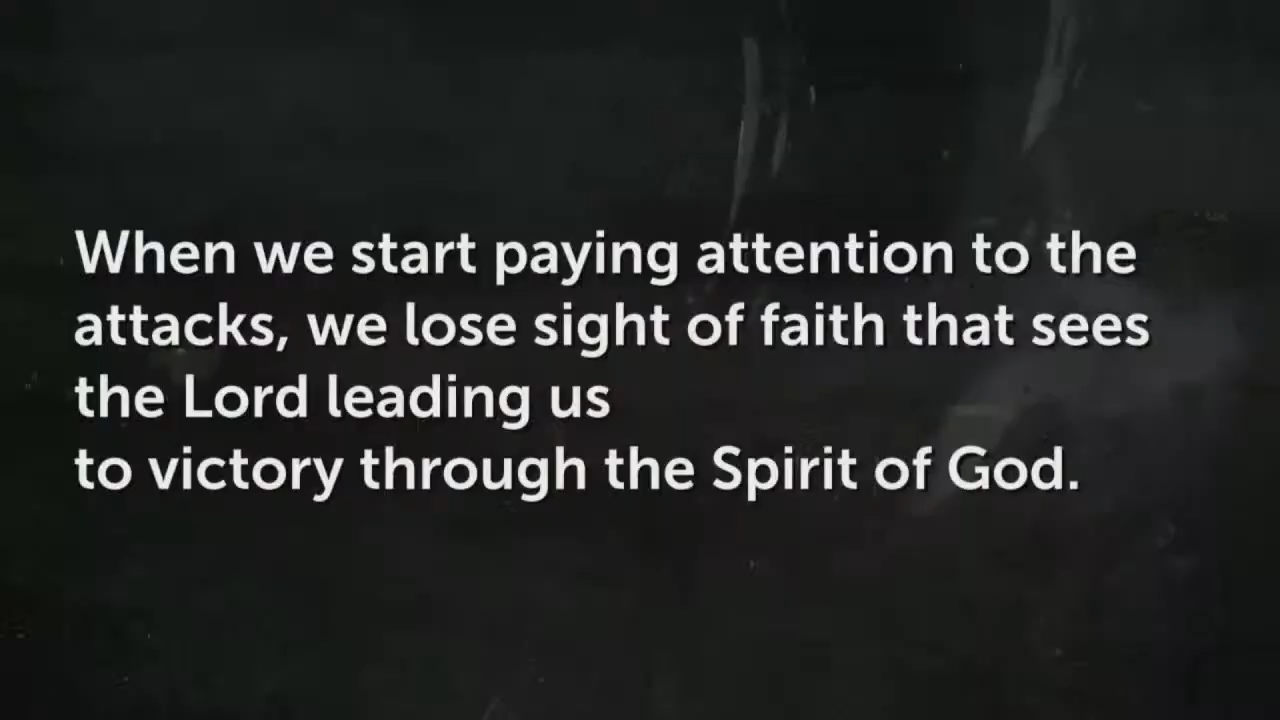 When we start paying attention to the
attacks, we lose sight of faith that sees
the Lord leading us
to victory through the Spirit of God.